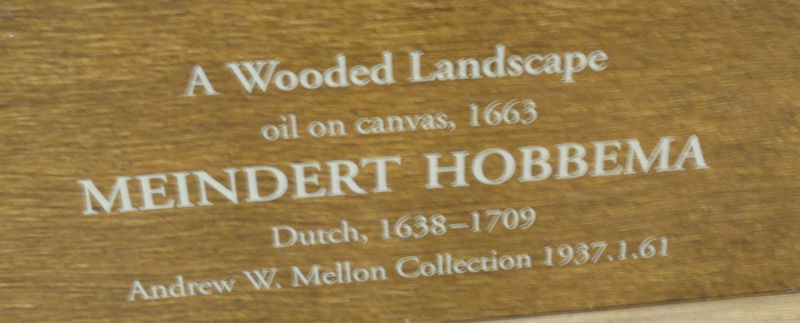 A Wooded Landscape
oil on canvas, 1663
MEINDERT HOBBEMA
Dutch, 1638–1709
Andrew W. Mellon Collection 1937.1.61